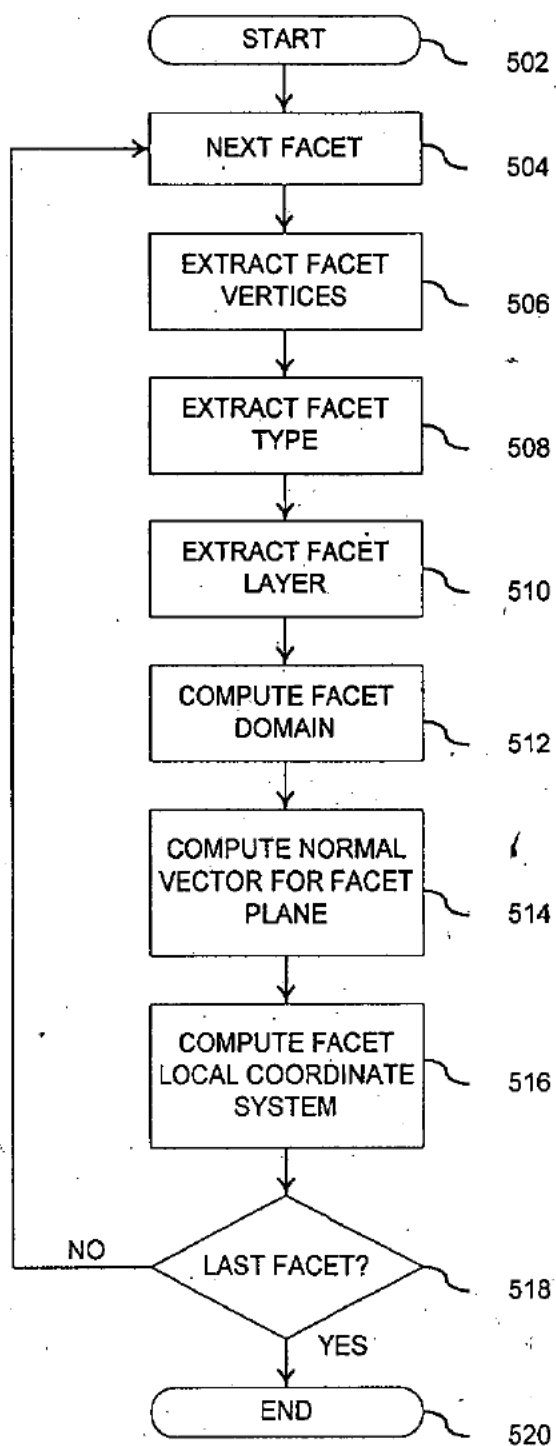 START
502
NEXT FACET
504
EXTRACT FACET
VERTICES
506
EXTRACT FACET
TYPE
508
EXTRACT FACET
LAYER
510
COMPUTE FACET
DOMAIN
512
COMPUTE NORMAL
VECTOR FOR FACET
PLANE
514
COMPUTE FACET
LOCAL COORDINATE
SYSTEM
516
NO
LAST FACET?
518
YES
END
520